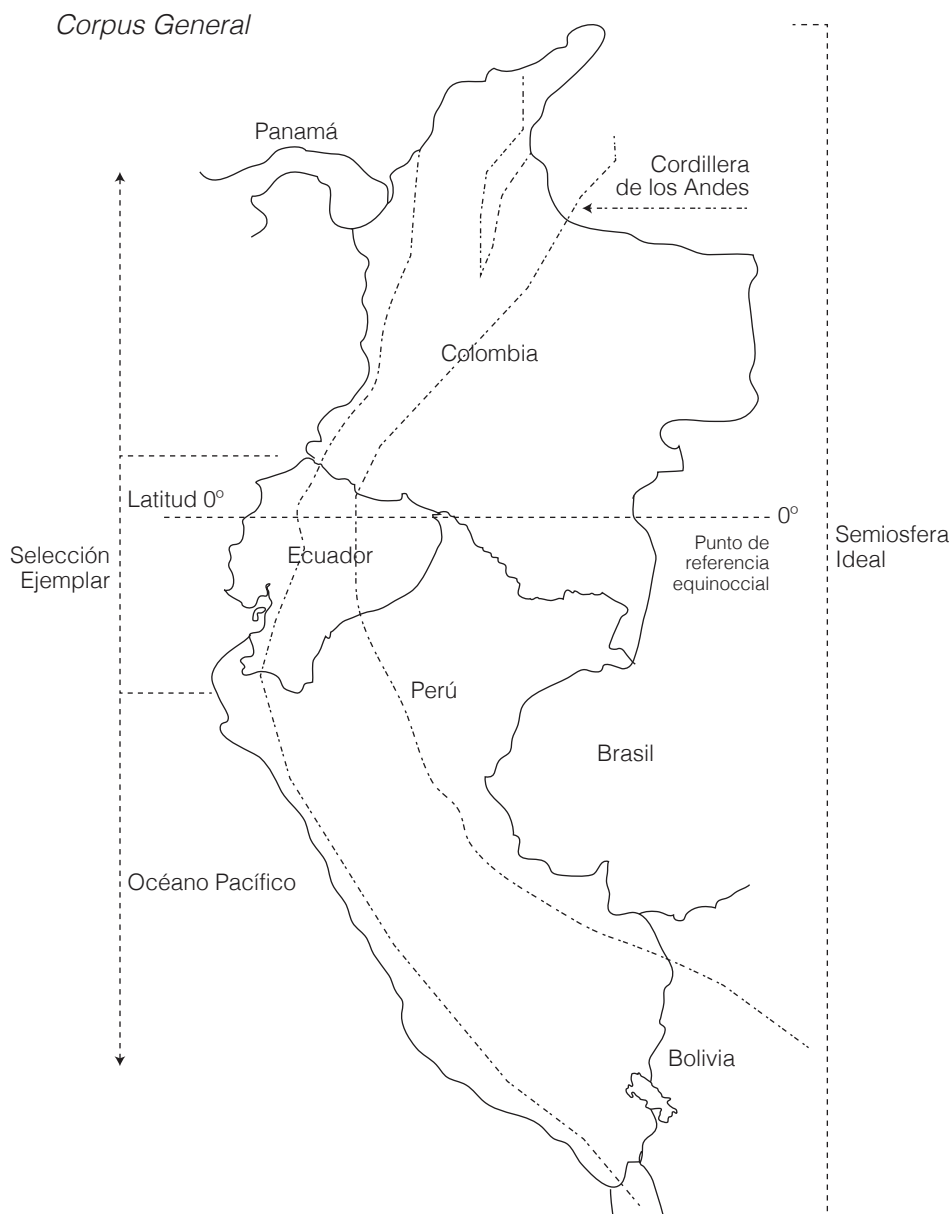 Corpus General
Panamá
Cordillera
de los Andes
Colombia
Latitud 0º
0º
Ecuador
Punto de
referencia
equinoccial
Semiosfera
Ideal
Selección
Ejemplar
Perú
Brasil
Océano Pacífico
Bolivia